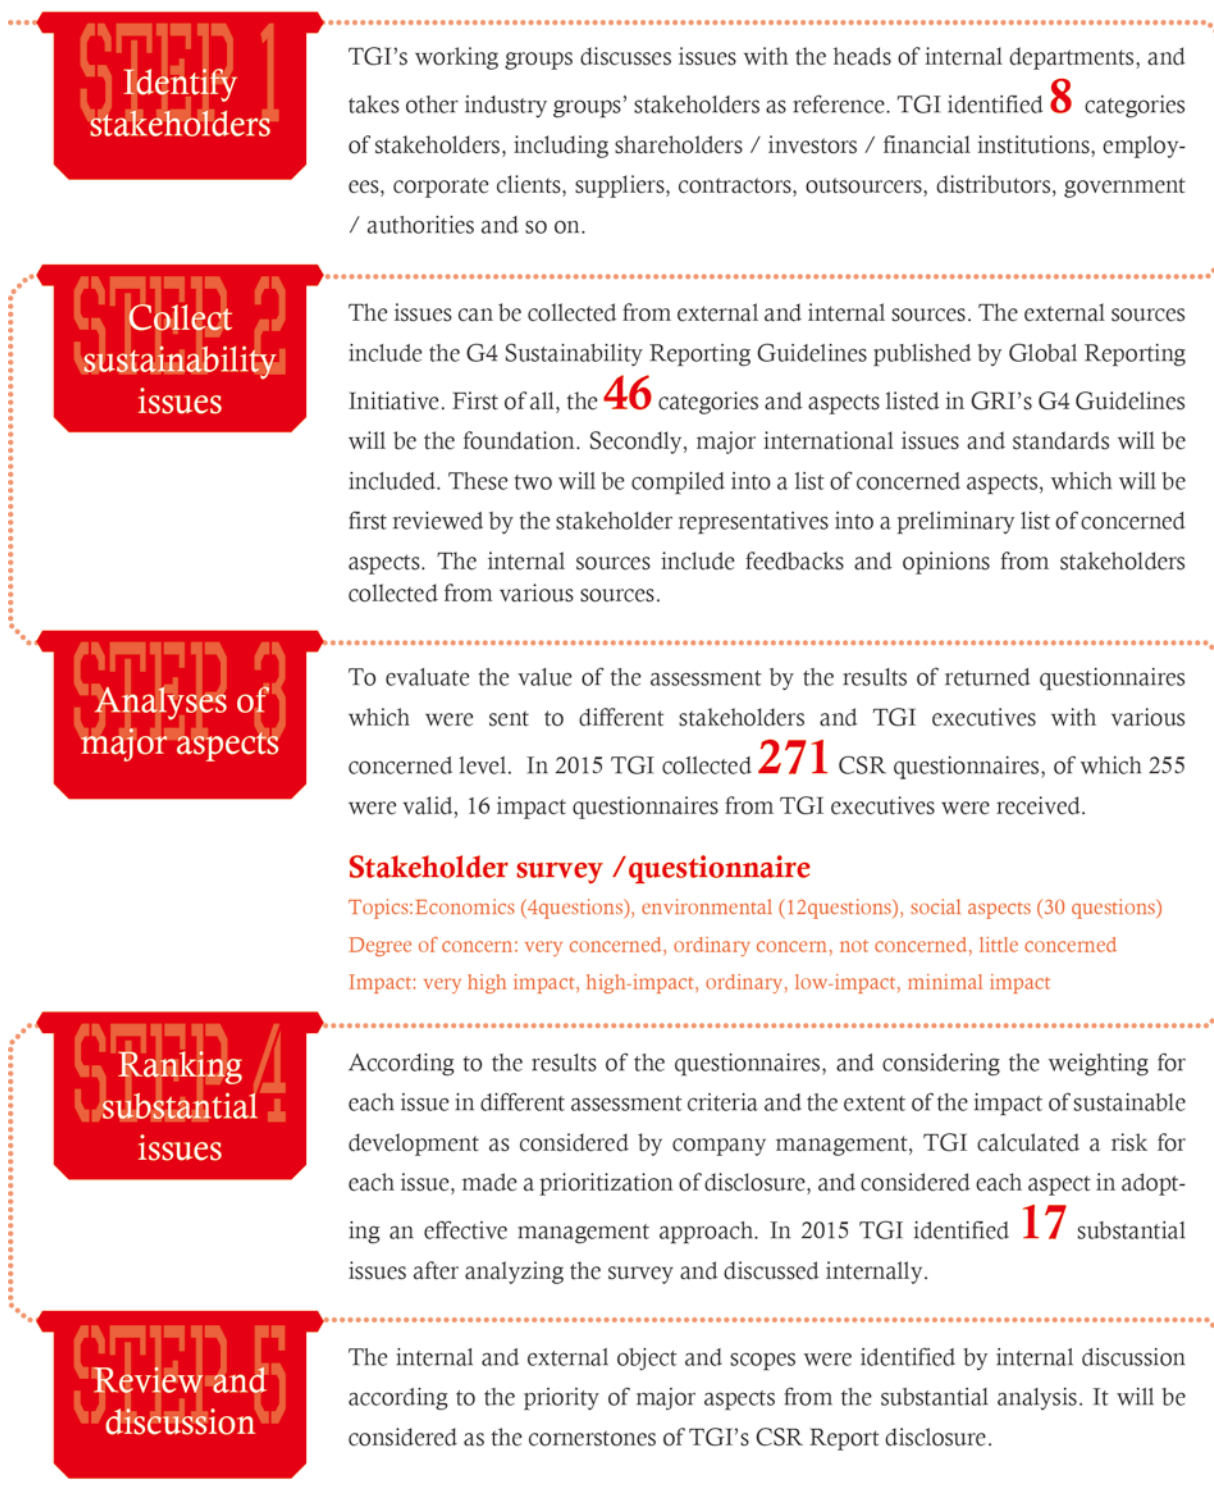 STEP 1
Identify
stakeholders
TGI's working groups discusses issues with the heads of internal departments, and
takes other industry groups' stakeholders as reference. TGI identified 8 categories
of stakeholders, including shareholders / investors / financial institutions, employ-
ees, corporate clients, suppliers, contractors, outsourcers, distributors, government
/ authorities and so on.
STEP 2
Collect
sustainability
issues
The issues can be collected from external and internal sources. The external sources
include the G4 Sustainability Reporting Guidelines published by Global Reporting
Initiative. First of all, the 46 categories and aspects listed in GRI's G4 Guidelines
will be the foundation. Secondly, major international issues and standards will be
included. These two will be compiled into a list of concerned aspects, which will be
first reviewed by the stakeholder representatives into a preliminary list of concerned
aspects. The internal sources include feedbacks and opinions from stakeholders
collected from various sources.
STEP 3
Analyses of
major aspects
To evaluate the value of the assessment by the results of returned questionnaires
which were sent to different stakeholders and TGI executives with various
concerned level. In 2015 TGI collected 271 CSR questionnaires, of which 255
were valid, 16 impact questionnaires from TGI executives were received.
Stakeholder survey /questionnaire
Topics:Economics (4questions), environmental (12questions), social aspects (30 questions)
Degree of concern: very concerned, ordinary concern, not concerned, little concerned
Impact: very high impact, high-impact, ordinary, low-impact, minimal impact
STEP 4
Ranking
substantial
issues
According to the results of the questionnaires, and considering the weighting for
each issue in different assessment criteria and the extent of the impact of sustainable
development as considered by company management, TGI calculated a risk for
each issue, made a prioritization of disclosure, and considered each aspect in adopt-
ing an effective management approach. In 2015 TGI identified 17 substantial
issues after analyzing the survey and discussed internally.
STEP 5
Review and
discussion
The internal and external object and scopes were identified by internal discussion
according to the priority of major aspects from the substantial analysis. It will be
considered as the cornerstones of TGI's CSR Report disclosure.